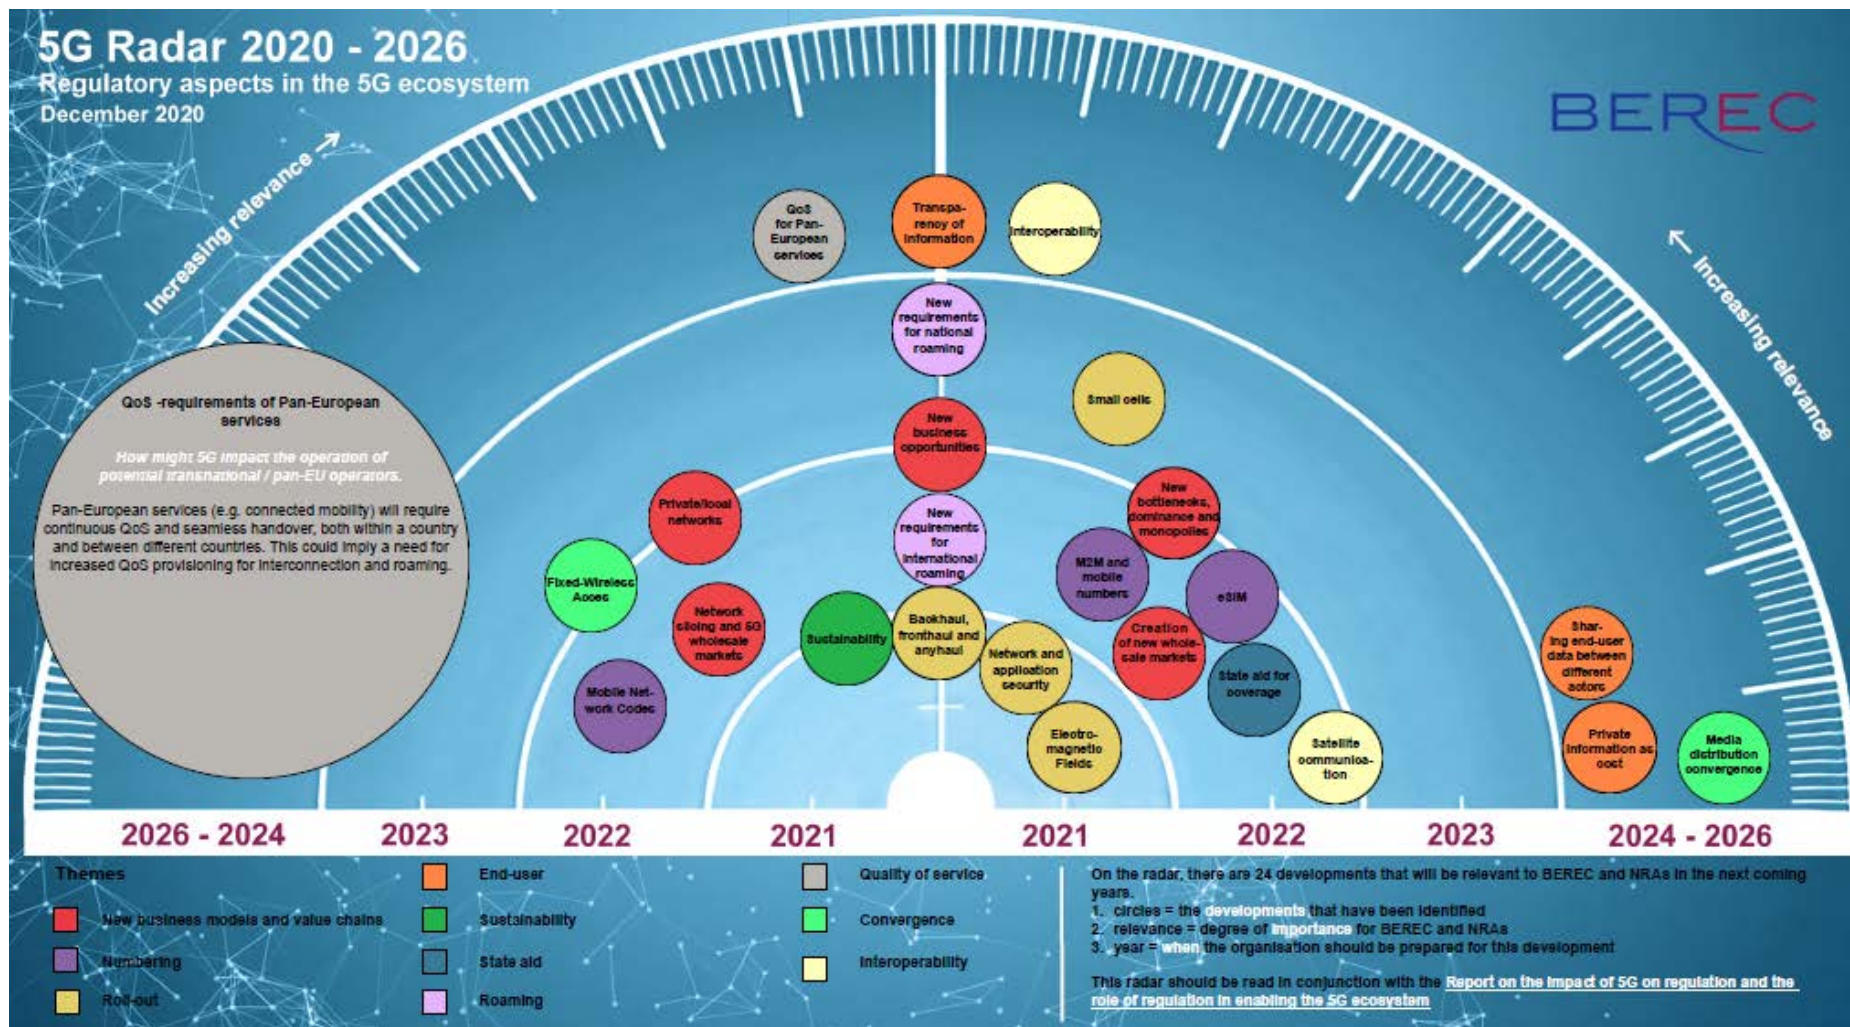 5G Radar 2020 - 2026
Regulatory aspects in the 5G ecosystem
December 2020
BEREC
Increasing relevance
Increasing relevance
QoS
for Pan-
European
services
Transpa-
rency of
information
Interoperability
New
requirements
for national
roaming
Small cells
QoS -requirements of Pan-European
services
How might 5G impact the operation of
potential transnational / pan-EU operators.
Pan-European services (e.g. connected mobility) will require
continuous QoS and seamless handover, both within a country
and between different countries. This could imply a need for
increased QoS provisioning for interconnection and roaming.
New
business
opportunities
Private/local
networks
New
bottlenecks,
dominance and
monopolies
New
requirements
for
international
roaming
M2M and
mobile
numbers
Fixed-Wireless
Acces
eSIM
Network
slicing and 5G
wholesale
markets
Sustainability
Backhaul,
fronthaul and
anyhaul
Network and
application
security
Creation
of new whole-
sale markets
Shar-
ing end-user
data between
different
actors
State aid for
coverage
Mobile Net-
work Codes
Electro-
magnetic
Fields
Satellite
communica-
tion
Private
information as
cost
Media
distribution
convergence
2026 - 2024
2023
2022
2021
2021
2022
2023
2024 - 2026
Themes
New business models and value chains
Numbering
Roll-out
End-user
Sustainability
State aid
Roaming
Quality of service
Convergence
Interoperability
On the radar, there are 24 developments that will be relevant to BEREC and NRAs in the next coming
years.
1. circles = the developments that have been identified
2. relevance = degree of importance for BEREC and NRAs
3. year = when the organisation should be prepared for this development
This radar should be read in conjunction with the Report on the impact of 5G on regulation and the
role of regulation in enabling the 5G ecosystem